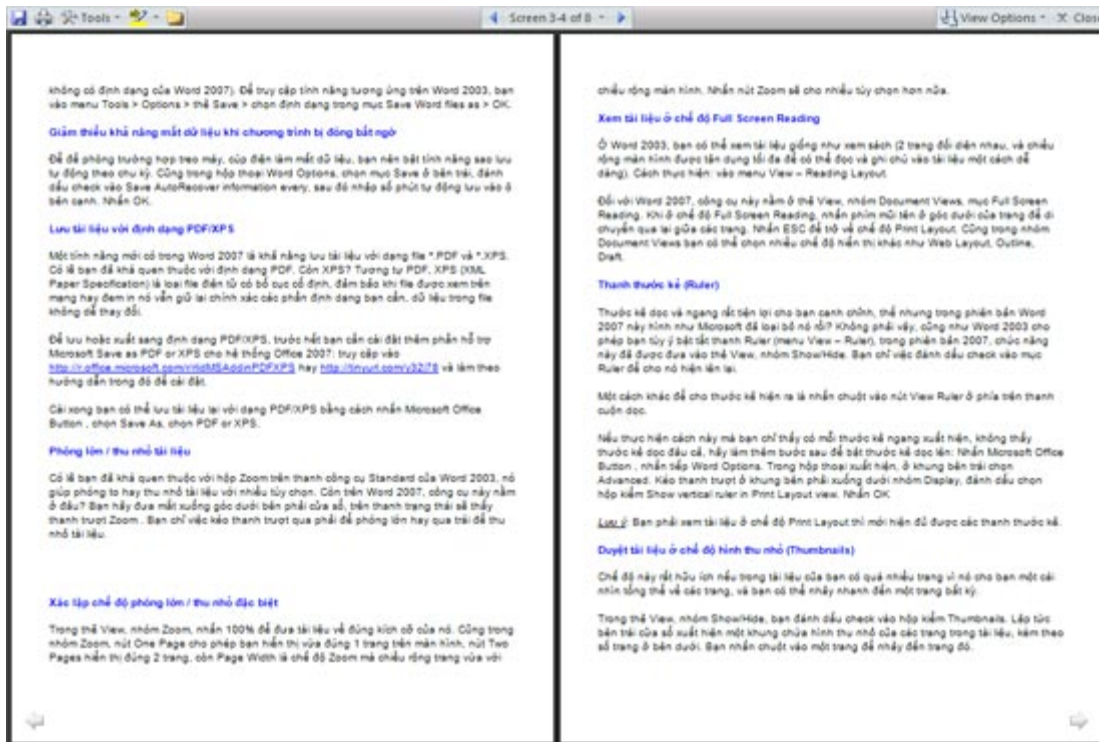 Tools
Screen 3-4 of 8
View Options
Close
không có định dạng của Word 2007). Để truy cập tính năng tương ứng trên Word 2003, bạn
vào menu Tools > Options > thẻ Save > chọn định dạng trong mục Save Word files as > OK.
Giảm thiểu khả năng mất dữ liệu khi chương trình bị đóng bất ngờ
Để đề phòng trường hợp treo máy, cúp điện làm mất dữ liệu, bạn nên bật tính năng sao lưu
tự động theo chu kỳ. Cũng trong hộp thoại Word Options, chọn mục Save ở bên trái, đánh
dấu check vào Save AutoRecover information every, sau đó nhập số phút tự động lưu vào ô
bên cạnh. Nhấn OK.
Lưu tài liệu với định dạng PDF/XPS
Một tính năng mới có trong Word 2007 là khả năng lưu tài liệu với dạng file *.PDF và *.XPS.
Có lẽ bạn đã khá quen thuộc với định dạng PDF. Còn XPS? Tương tự PDF, XPS (XML
Paper Specification) là loại file điện tử có bố cục cố định, đảm bảo khi file được xem trên
mạng hay đem in nó vẫn giữ lại chính xác các phần định dạng bạn cần, dữ liệu trong file
không dễ thay đổi.
Để lưu hoặc xuất sang định dạng PDF/XPS, trước hết bạn cần cài đặt thêm phần hỗ trợ
Microsoft Save as PDF or XPS cho hệ thống Office 2007: truy cập vào
http://r.office.microsoft.com/r/rlidMSAddinPDFXPS hay http://tinyurl.com/y32i78 và làm theo
hướng dẫn trong đó để cài đặt.
Cài xong bạn có thể lưu tài liệu lại với dạng PDF/XPS bằng cách nhấn Microsoft Office
Button , chọn Save As, chọn PDF or XPS.
Phóng lớn / thu nhỏ tài liệu
Có lẽ bạn đã khá quen thuộc với hộp Zoom trên thanh công cụ Standard của Word 2003, nó
giúp phóng to hay thu nhỏ tài liệu với nhiều tùy chọn. Còn trên Word 2007, công cụ này nằm
ở đâu? Bạn hãy đưa mắt xuống góc dưới bên phải cửa sổ, trên thanh trạng thái sẽ thấy
thanh trượt Zoom . Bạn chỉ việc kéo thanh trượt qua phải để phóng lớn hay qua trái để thu
nhỏ tài liệu.
Xác lập chế độ phóng lớn / thu nhỏ đặc biệt
Trong thẻ View, nhóm Zoom, nhấn 100% để đưa tài liệu về đúng kích cỡ của nó. Cũng trong
nhóm Zoom, nút One Page cho phép bạn hiển thị vừa đúng 1 trang trên màn hình, nút Two
Pages hiển thị đúng 2 trang, còn Page Width là chế độ Zoom mà chiều rộng trang vừa với
chiều rộng màn hình. Nhấn nút Zoom sẽ cho nhiều tùy chọn hơn nữa.
Xem tài liệu ở chế độ Full Screen Reading
Ở Word 2003, bạn có thể xem tài liệu giống như xem sách (2 trang đối diện nhau, và chiều
rộng màn hình được tận dụng tối đa để có thể đọc và ghi chú vào tài liệu một cách dễ
dàng). Cách thực hiện: vào menu View – Reading Layout.
Đối với Word 2007, công cụ này nằm ở thẻ View, nhóm Document Views, mục Full Screen
Reading. Khi ở chế độ Full Screen Reading, nhấn phím mũi tên ở góc dưới của trang để di
chuyển qua lại giữa các trang. Nhấn ESC để trở về chế độ Print Layout. Cũng trong nhóm
Document Views bạn có thể chọn nhiều chế độ hiển thị khác như Web Layout, Outline,
Draft.
Thanh thước kẻ (Ruler)
Thước kẻ dọc và ngang rất tiện lợi cho bạn canh chỉnh, thế nhưng trong phiên bản Word
2007 này hình như Microsoft đã loại bỏ nó rồi? Không phải vậy, cũng như Word 2003 cho
phép bạn tùy ý bật tắt thanh Ruler (menu View – Ruler), trong phiên bản 2007, chức năng
này đã được đưa vào thẻ View, nhóm Show/Hide. Bạn chỉ việc đánh dấu check vào mục
Ruler để cho nó hiện lên lại.
Một cách khác để cho thước kẻ hiện ra là nhấn chuột vào nút View Ruler ở phía trên thanh
cuộn dọc.
Nếu thực hiện cách này mà bạn chỉ thấy có mỗi thước kẻ ngang xuất hiện, không thấy
thước kẻ dọc đâu cả, hãy làm thêm bước sau để bật thước kẻ dọc lên: Nhấn Microsoft Office
Button , nhấn tiếp Word Options. Trong hộp thoại xuất hiện, ở khung bên trái chọn
Advanced. Kéo thanh trượt ở khung bên phải xuống dưới nhóm Display, đánh dấu chọn
hộp kiểm Show vertical ruler in Print Layout view. Nhấn OK.
Lưu ý: Bạn phải xem tài liệu ở chế độ Print Layout thì mới hiện đủ được các thanh thước kẻ.
Duyệt tài liệu ở chế độ hình thu nhỏ (Thumbnails)
Chế độ này rất hữu ích nếu trong tài liệu của bạn có quá nhiều trang vì nó cho bạn một cái
nhìn tổng thể về các trang, và bạn có thể nhảy nhanh đến một trang bất kỳ.
Trong thẻ View, nhóm Show/Hide, bạn đánh dấu check vào hộp kiểm Thumbnails. Lập tức
bên trái cửa sổ xuất hiện một khung chứa hình thu nhỏ của các trang trong tài liệu, kèm theo
số trang ở bên dưới. Bạn nhấn chuột vào một trang để nhảy đến trang đó.